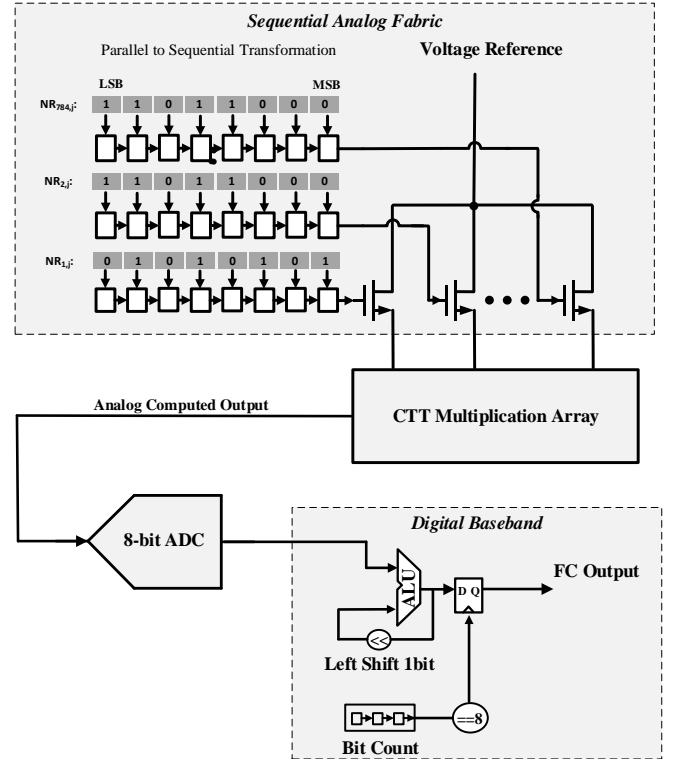 Sequential Analog Fabric
Parallel to Sequential Transformation
Voltage Reference
LSB MSB
NR784,j: 1 1 0 1 1 0 0 0
NR2,j: 1 1 0 1 1 0 0 0
NR1,j: 0 1 0 1 0 1 0 1
CTT Multiplication Array
Analog Computed Output
8-bit ADC
Digital Baseband
ALU
D Q
FC Output
<<
Left Shift 1bit
==8
Bit Count